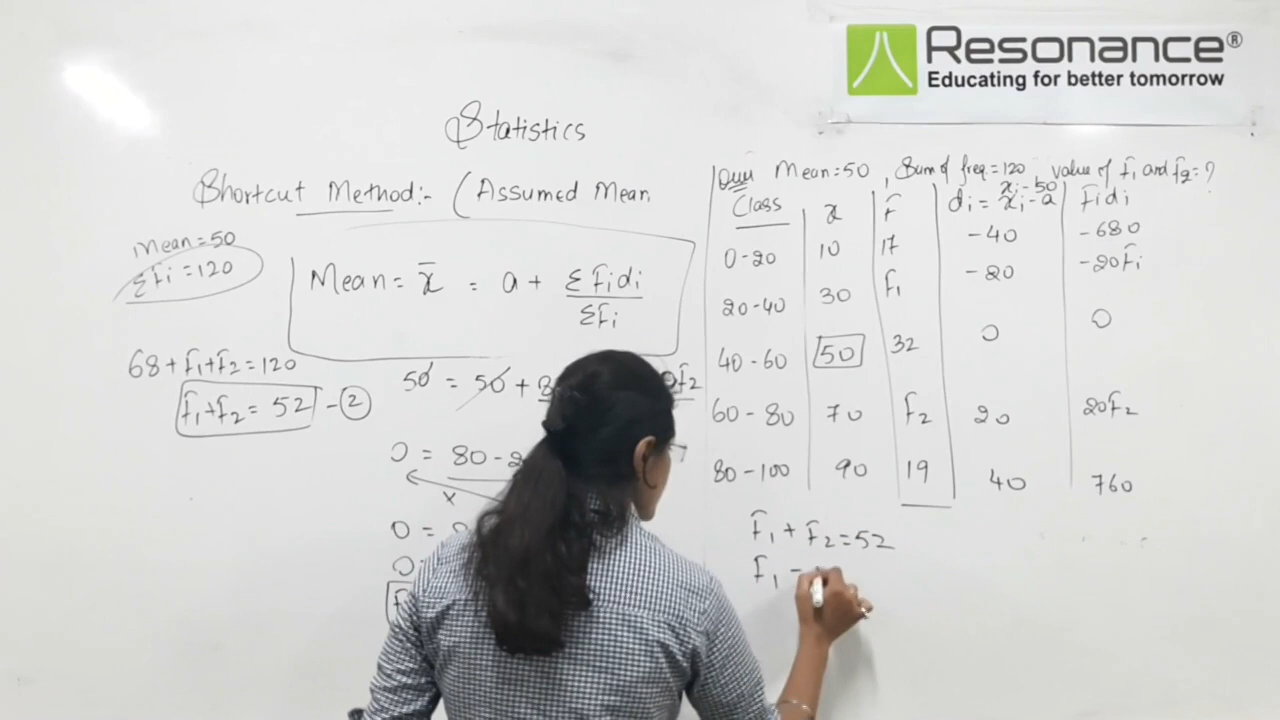 Resonance®
Educating for better tomorrow
Statistics
Shortcut Method:- (Assumed Mean
Mean=50
Σfi=120
Mean = x̄ = a + Σfidi / Σfi
68+f1+f2=120
f1+f2 = 52 - ②
50 = 50 + 8 f2
0 = 80 - 2
x
0 =
0
Ques Mean=50, Sum of freq=120 value of f1 and f2=?
Class x f di = xi - a fidi
xi - 50
0-20 10 17 -40 -680
20-40 30 f1 -20 -20fi
40-60 50 32 0 0
60-80 70 f2 20 20f2
80-100 90 19 40 760
f1 + f2 = 52
f1 -